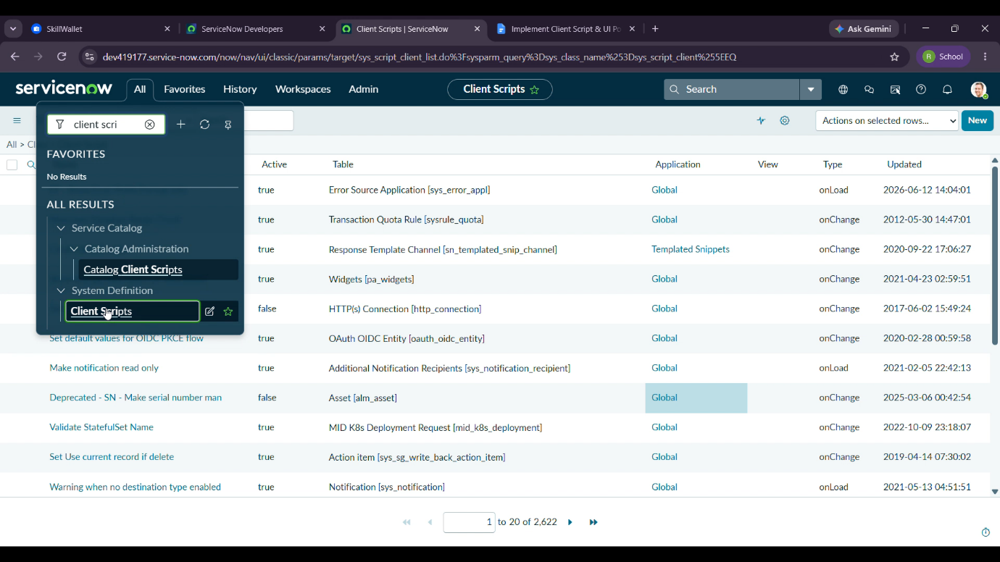 SkillWallet
ServiceNow Developers
Client Scripts | ServiceNow
Implement Client Script & UI Po
Ask Gemini
dev419177.service-now.com/now/nav/ui/classic/params/target/sys_script_client_list.do%3Fsysparm_query%3Dsys_class_name%253Dsys_script_client%255EEQ
R School
servicenow All Favorites History Workspaces Admin Client Scripts Search
client scri
Actions on selected rows... New
All > Cl
FAVORITES
No Results
ALL RESULTS
Service Catalog
Catalog Administration
Catalog Client Scripts
System Definition
Client Scripts
Active Table Application View Type Updated
true Error Source Application [sys_error_appl] Global onLoad 2026-06-12 14:04:01
true Transaction Quota Rule [sysrule_quota] Global onChange 2012-05-30 14:47:01
true Response Template Channel [sn_templated_snip_channel] Templated Snippets onChange 2020-09-22 17:06:27
true Widgets [pa_widgets] Global onChange 2021-04-23 02:59:51
false HTTP(s) Connection [http_connection] Global onChange 2017-06-02 15:49:24
Set default values for OIDC PKCE flow true OAuth OIDC Entity [oauth_oidc_entity] Global onChange 2020-02-28 00:59:58
Make notification read only true Additional Notification Recipients [sys_notification_recipient] Global onLoad 2021-02-05 22:42:13
Deprecated - SN - Make serial number man false Asset [alm_asset] Global onChange 2025-03-06 00:42:54
Validate StatefulSet Name true MID K8s Deployment Request [mid_k8s_deployment] Global onChange 2022-10-09 23:18:07
Set Use current record if delete true Action item [sys_sg_write_back_action_item] Global onChange 2019-04-14 07:30:02
Warning when no destination type enabled true Notification [sys_notification] Global onLoad 2021-05-13 04:51:51
1 to 20 of 2,622